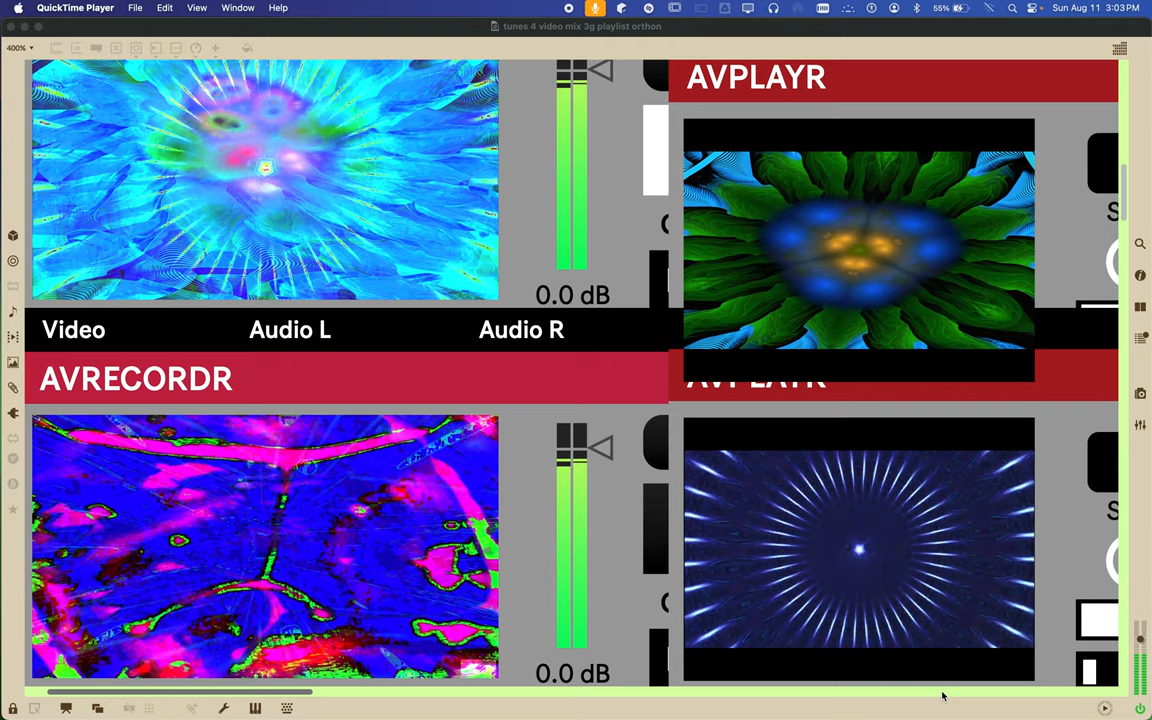 QuickTime Player File Edit View Window Help 55% Sun Aug 11 3:03 PM
tunes 4 video mix 3g playlist orthon
400%
AVPLAYR
0.0 dB
Video Audio L Audio R
AVRECORDR
AVPLAYR
0.0 dB